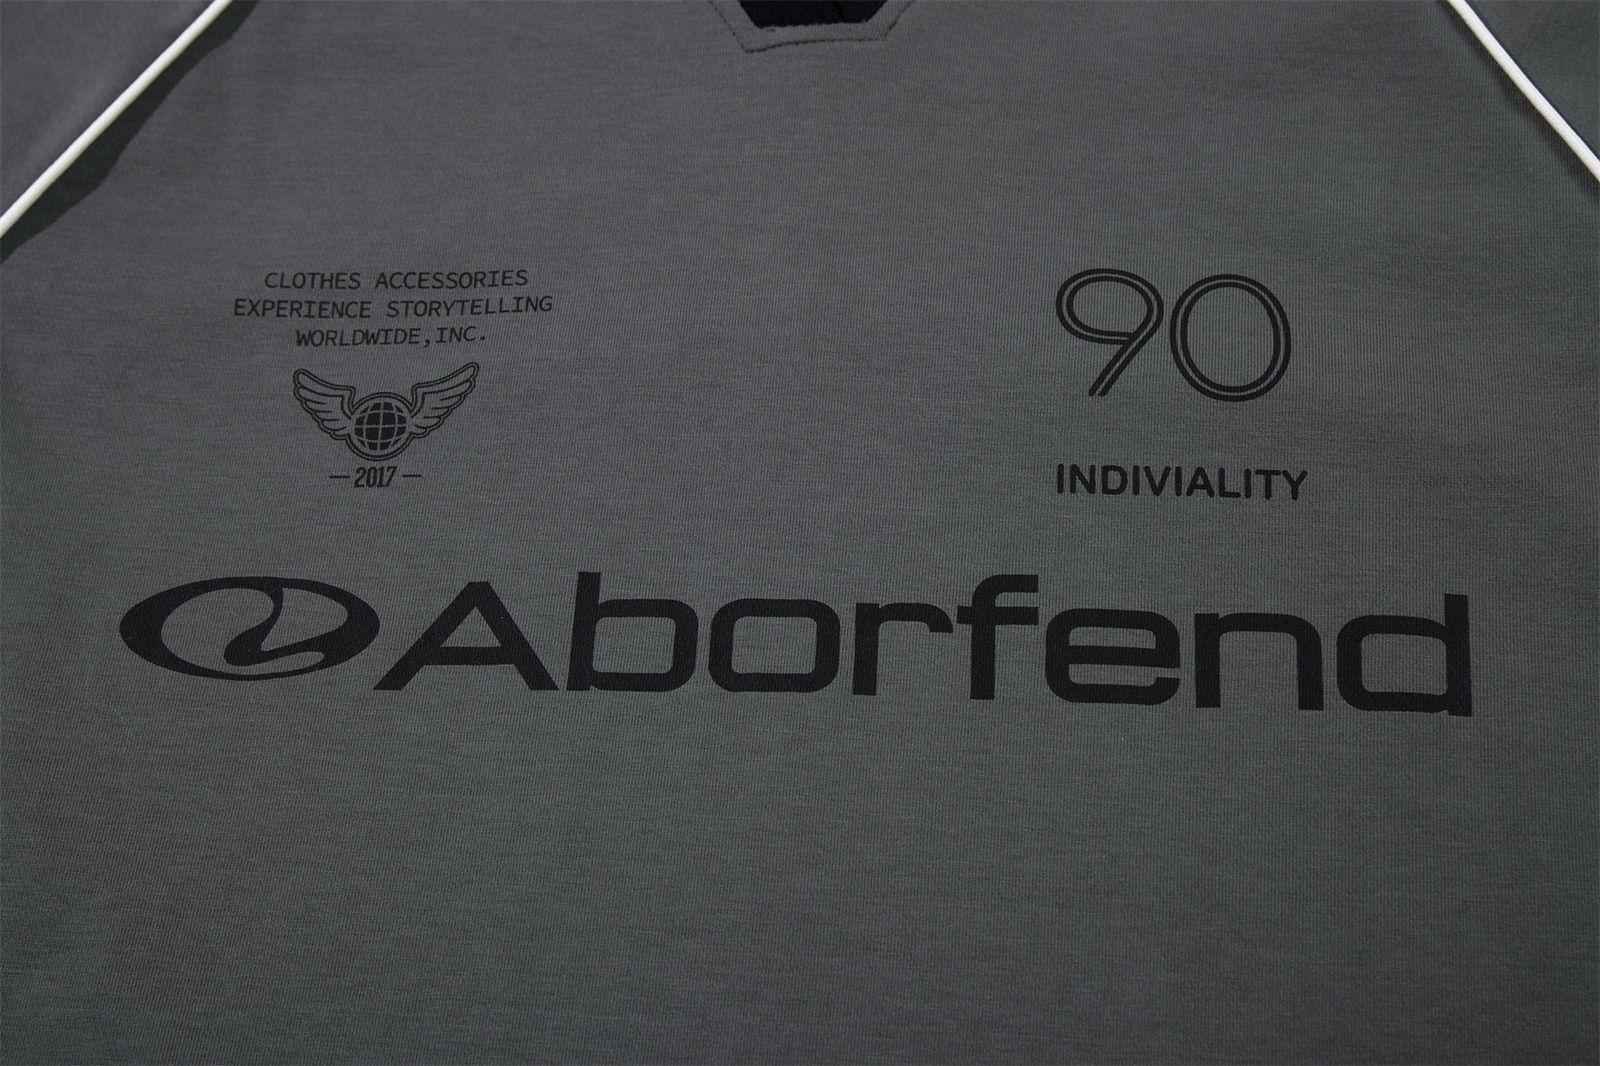 CLOTHES ACCESSORIES
EXPERIENCE STORYTELLING
WORLDWIDE,INC.
—2017—
90
INDIVIALITY
Aborfend